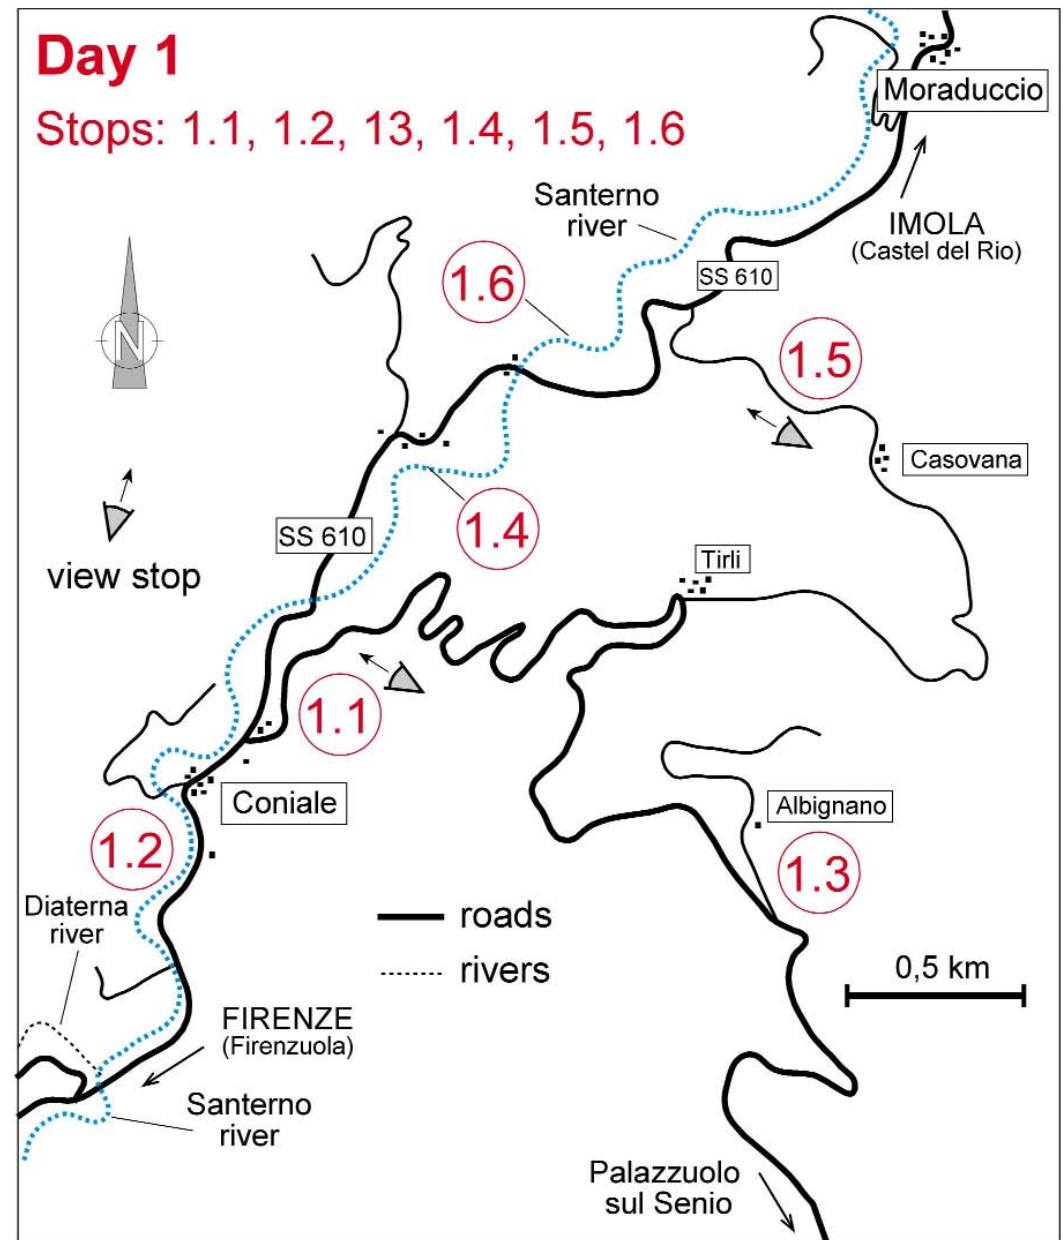 Day 1
Stops: 1.1, 1.2, 13, 1.4, 1.5, 1.6
Moraduccio
Santerno
river
IMOLA
(Castel del Rio)
SS 610
1.6
N
1.5
Casovana
SS 610
1.4
view stop
Tirli
1.1
Coniale
Albignano
1.2
1.3
Diaterna
river
roads
rivers
0,5 km
FIRENZE
(Firenzuola)
Santerno
river
Palazzuolo
sul Senio